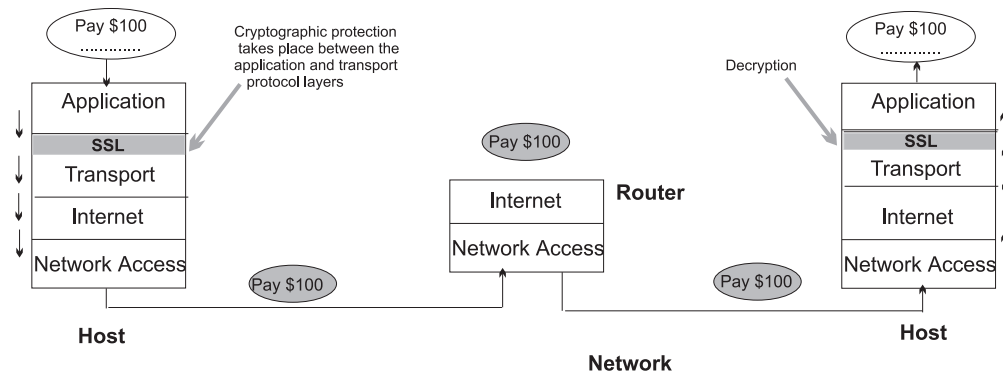 Pay $100
............
Cryptographic protection
takes place between the
application and transport
protocol layers
Application
SSL
Transport
Internet
Network Access
Host
Pay $100
Pay $100
Internet
Network Access
Router
Pay $100
Network
Pay $100
............
Decryption
Application
SSL
Transport
Internet
Network Access
Host